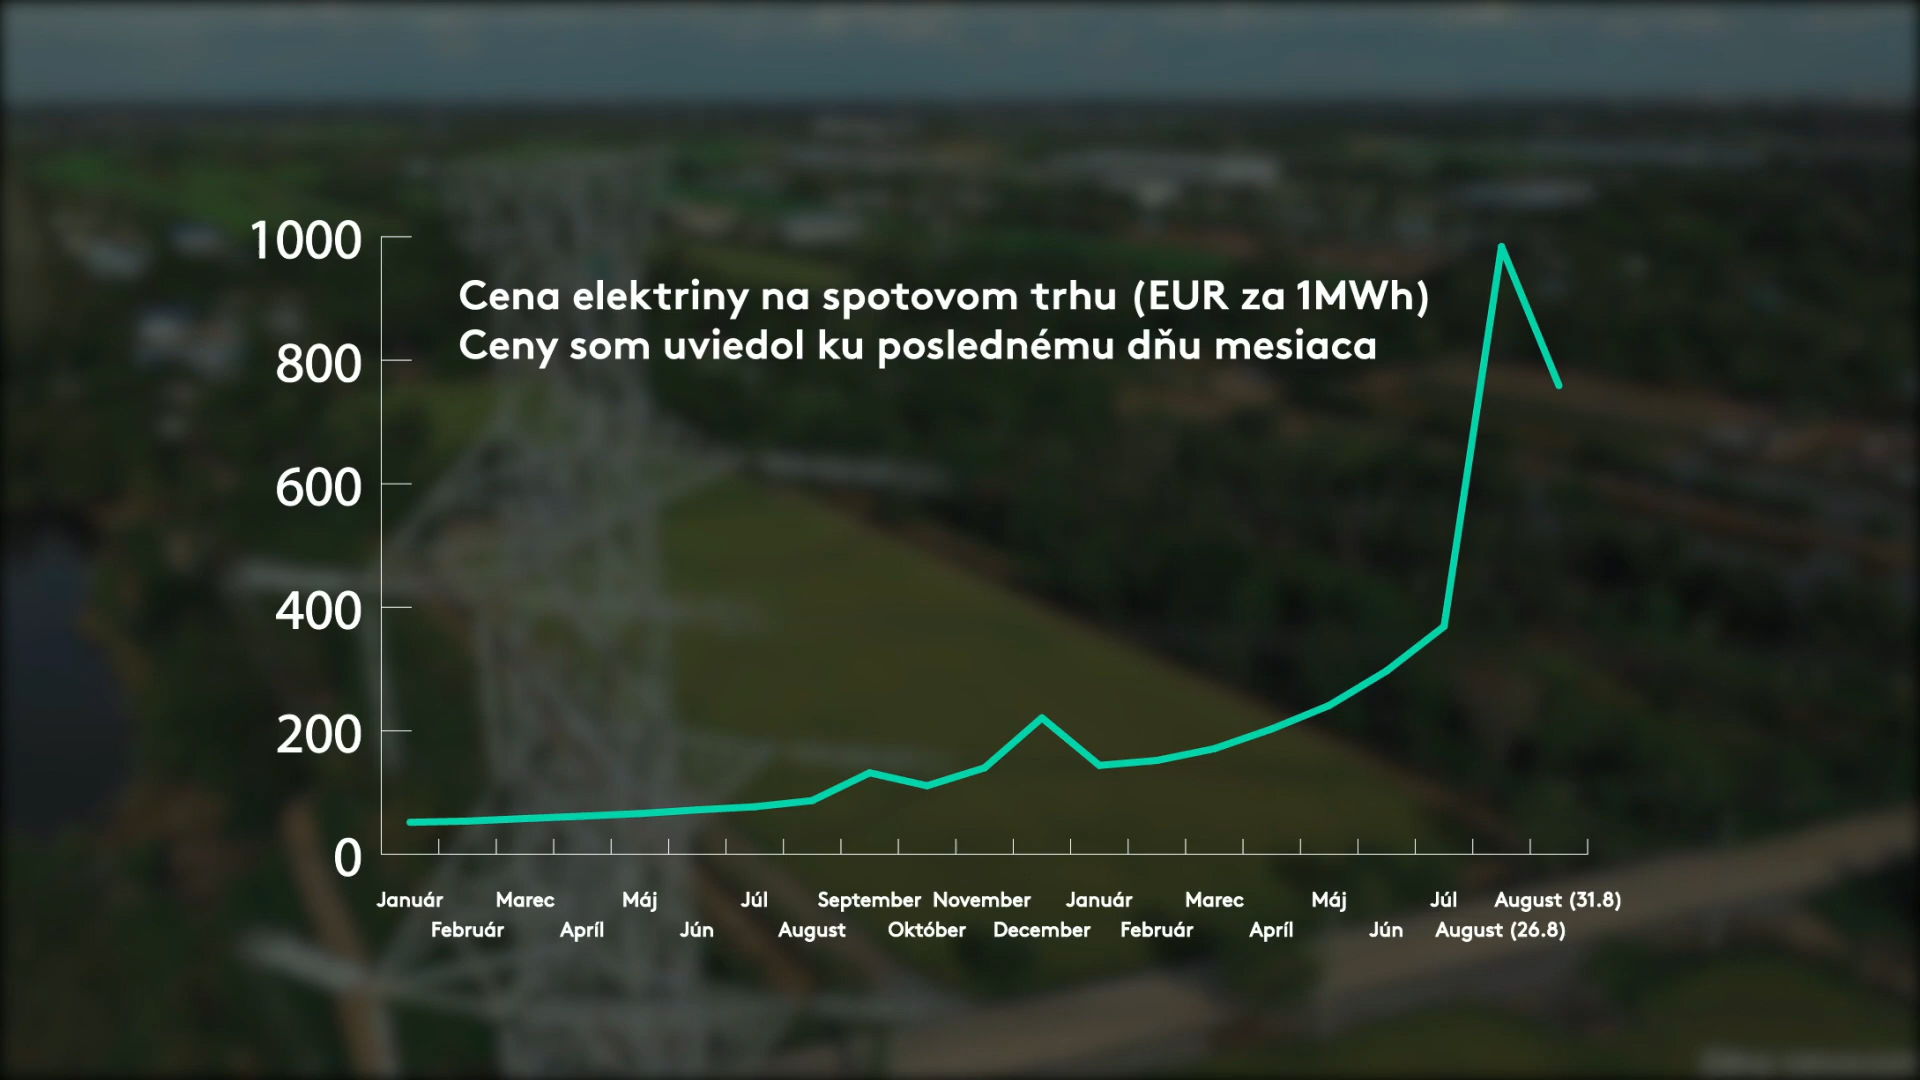 1000
Cena elektriny na spotovom trhu (EUR za 1MWh)
Ceny som uviedol ku poslednému dňu mesiaca
800
600
400
200
0
Január Marec Máj Júl September November Január Marec Máj Júl August (31.8)
Február Apríl Jún August Október December Február Apríl Jún August (26.8)